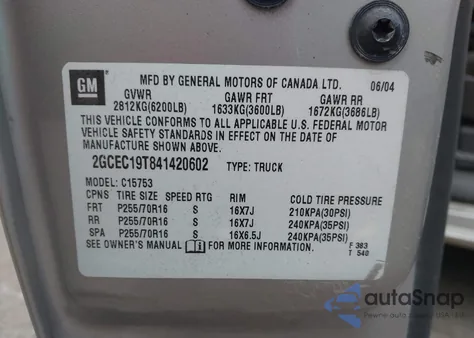 GM
MFD BY GENERAL MOTORS OF CANADA LTD. 06/04
GVWR GAWR FRT GAWR RR
2812KG(6200LB) 1633KG(3600LB) 1672KG(3686LB)
THIS VEHICLE CONFORMS TO ALL APPLICABLE U.S. FEDERAL MOTOR
VEHICLE SAFETY STANDARDS IN EFFECT ON THE DATE OF
MANUFACTURE SHOWN ABOVE.
2GCEC19T841420602 TYPE: TRUCK
MODEL: C15753
CPNS TIRE SIZE SPEED RTG RIM COLD TIRE PRESSURE
FRT P255/70R16 S 16X7J 210KPA(30PSI)
RR P255/70R16 S 16X7J 240KPA(35PSI)
SPA P255/70R16 S 16X6.5J 240KPA(35PSI)
SEE OWNER'S MANUAL FOR MORE INFORMATION. F 383
T 540
autoSnap